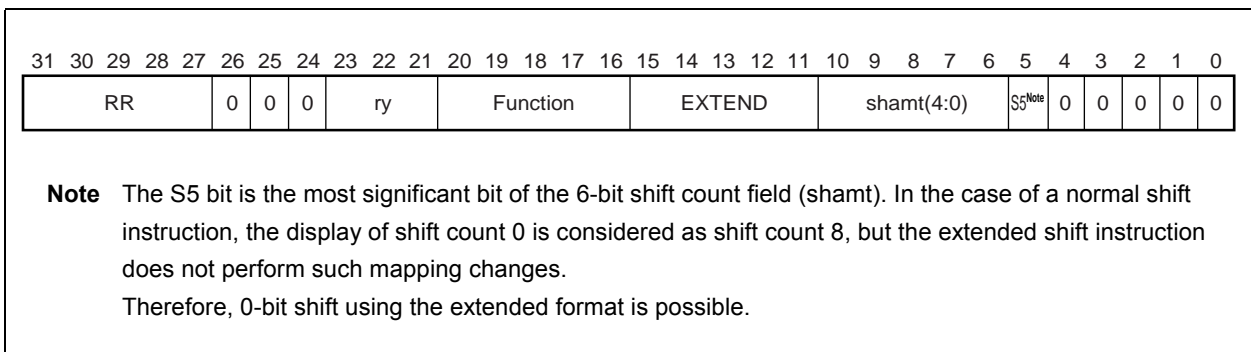 31 30 29 28 27 26 25 24 23 22 21 20 19 18 17 16 15 14 13 12 11 10 9 8 7 6 5 4 3 2 1 0
RR 0 0 0 ry Function EXTEND shamt(4:0) S5Note 0 0 0 0 0
Note The S5 bit is the most significant bit of the 6-bit shift count field (shamt). In the case of a normal shift
instruction, the display of shift count 0 is considered as shift count 8, but the extended shift instruction
does not perform such mapping changes.
Therefore, 0-bit shift using the extended format is possible.